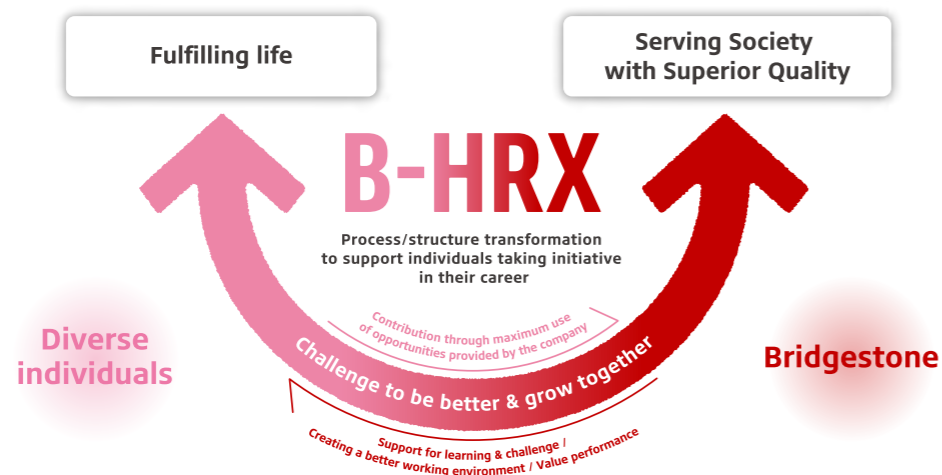 Fulfilling life
Serving Society
with Superior Quality
B-HRX
Process/structure transformation
to support individuals taking initiative
in their career
Diverse
individuals
Contribution through maximum use
of opportunities provided by the company
Challenge to be better & grow together
Bridgestone
Support for learning & challenge /
Creating a better working environment / Value performance